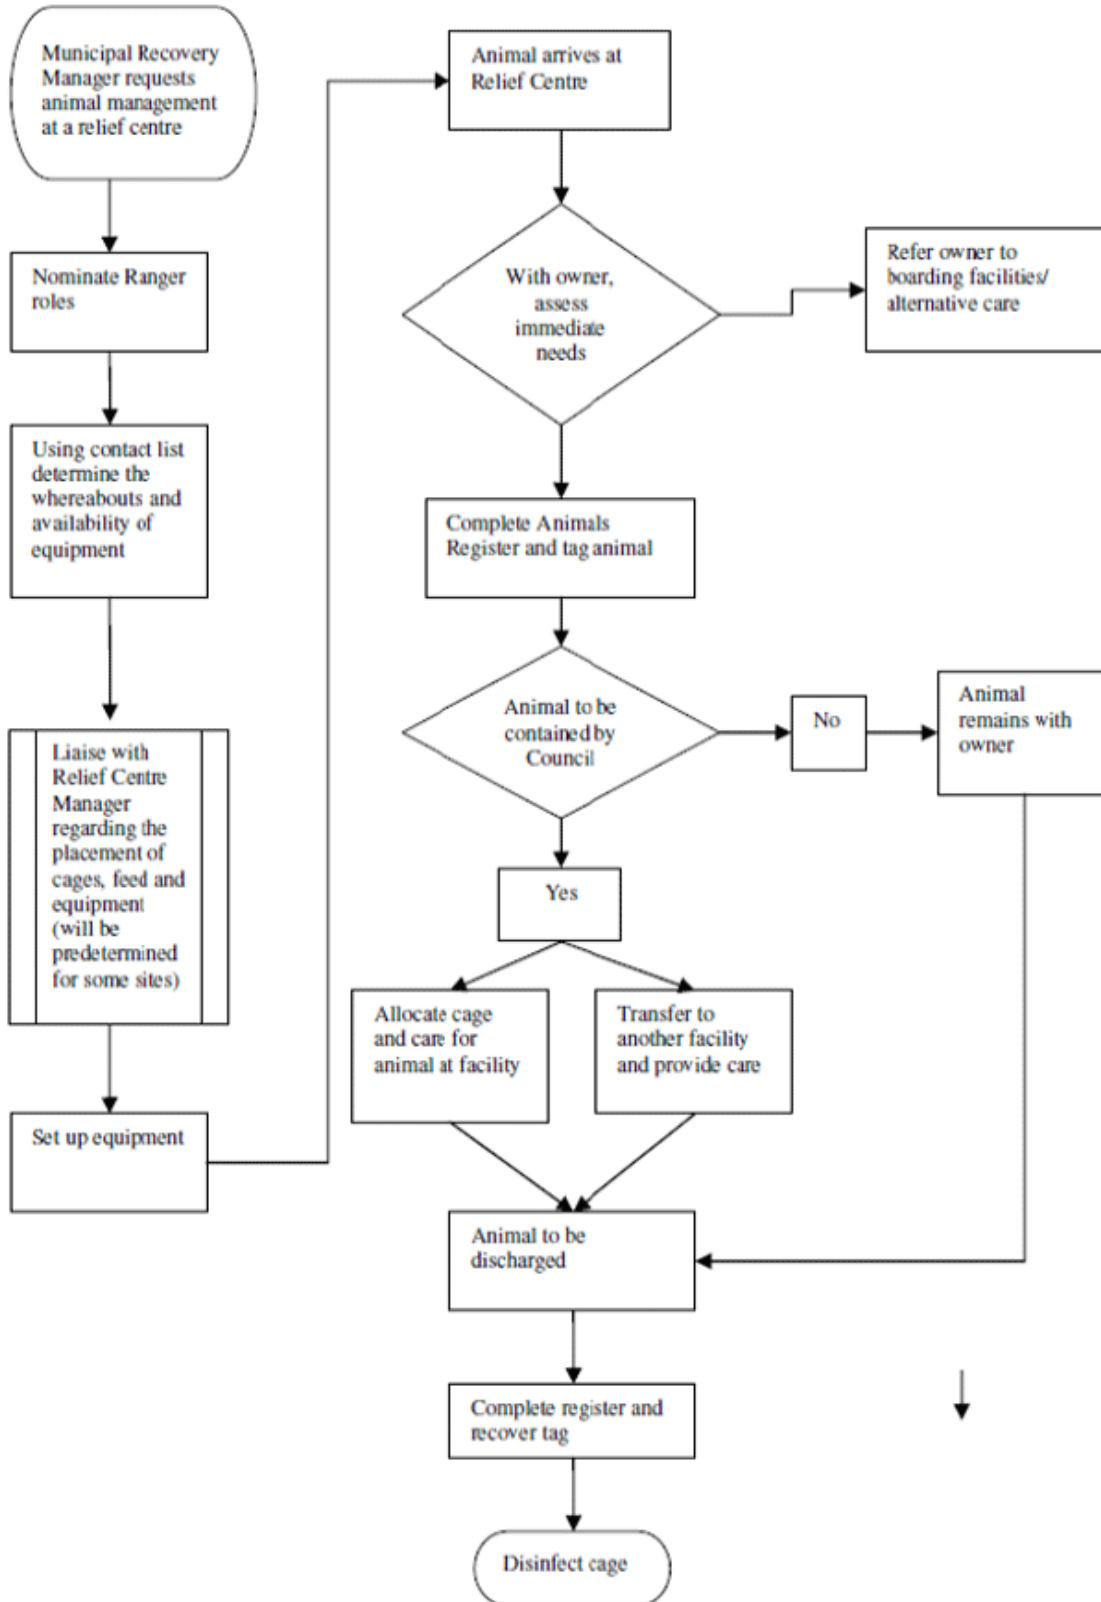 Municipal Recovery
Manager requests
animal management
at a relief centre
Nominate Ranger
roles
Using contact list
determine the
whereabouts and
availability of
equipment
Liaise with
Relief Centre
Manager
regarding the
placement of
cages, feed and
equipment
(will be
predetermined
for some sites)
Set up equipment
Animal arrives at
Relief Centre
With owner,
assess
immediate
needs
Refer owner to
boarding facilities/
alternative care
Complete Animals
Register and tag animal
Animal to be
contained by
Council
No
Animal
remains with
owner
Yes
Allocate cage
and care for
animal at facility
Transfer to
another facility
and provide care
Animal to be
discharged
Complete register and
recover tag
Disinfect cage